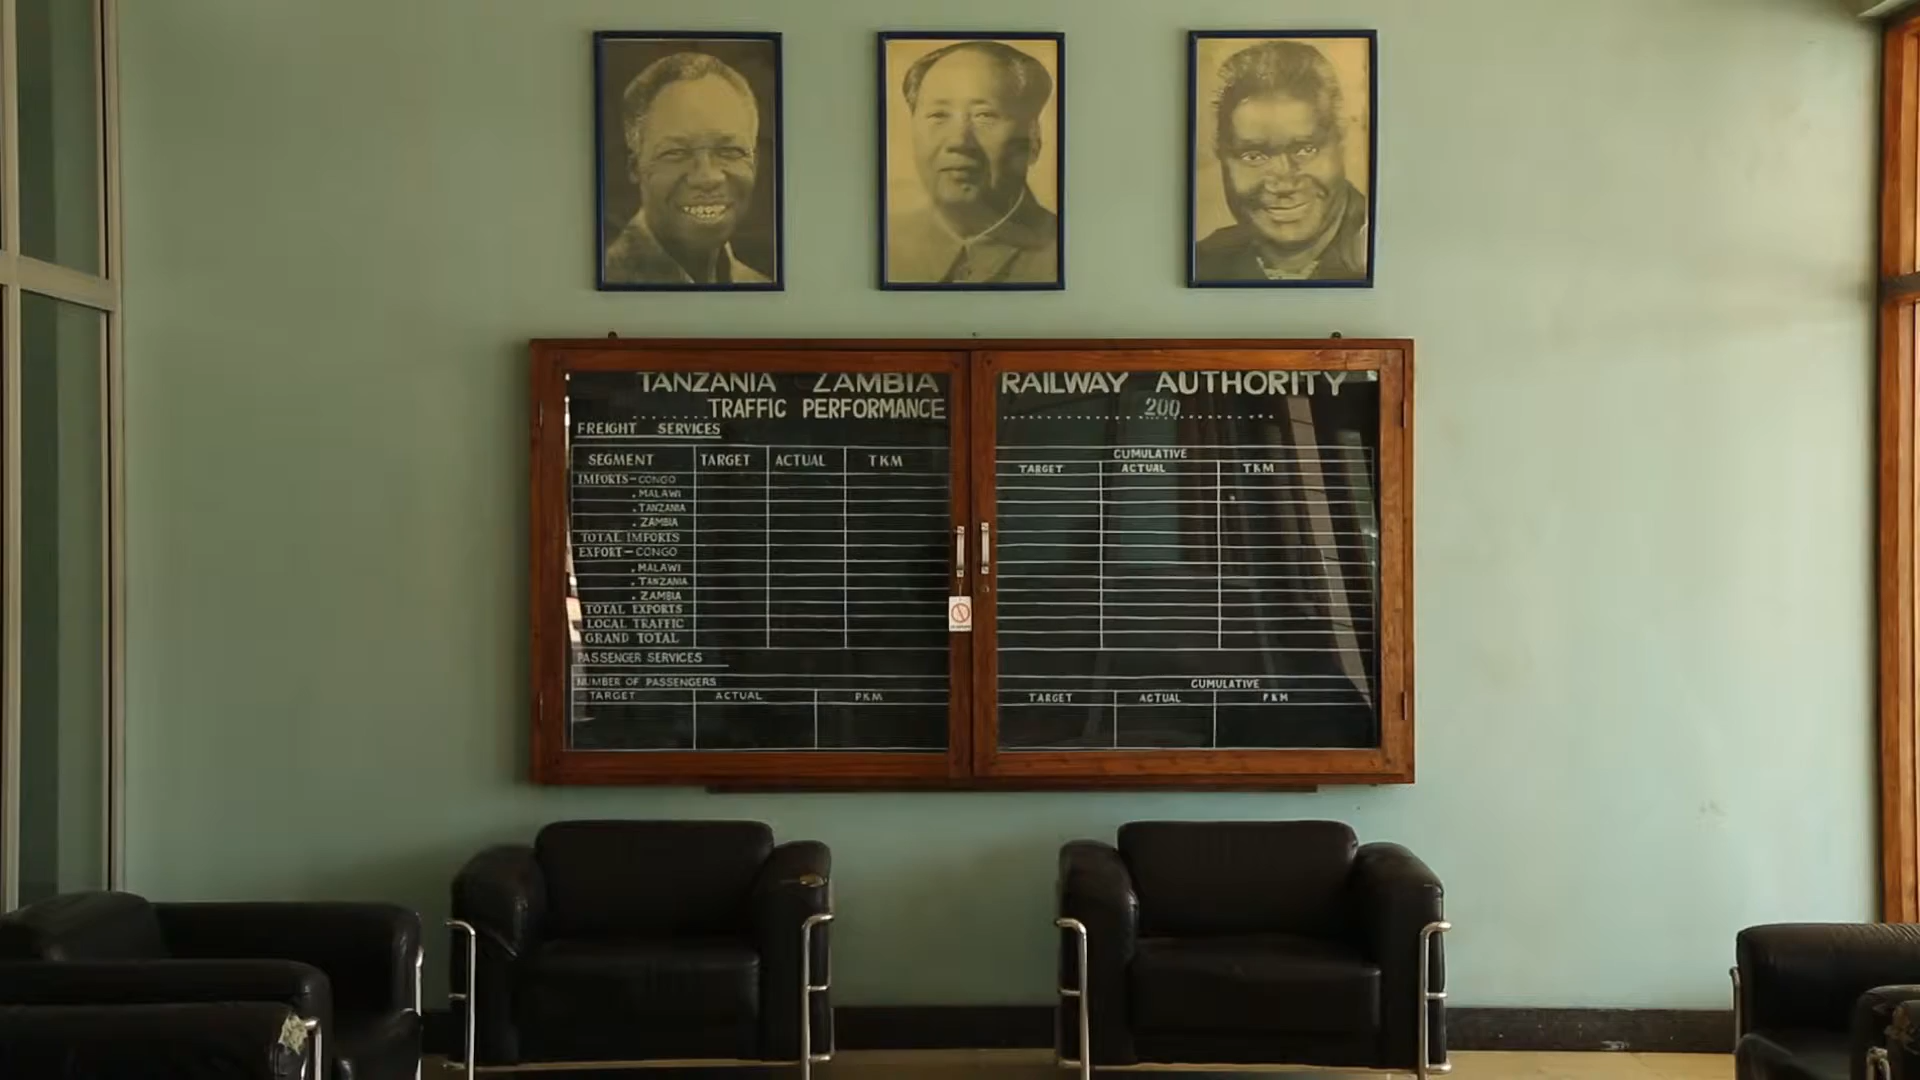 TANZANIA ZAMBIA RAILWAY AUTHORITY
........TRAFFIC PERFORMANCE ....................200...............
FREIGHT SERVICES
CUMULATIVE
SEGMENT TARGET ACTUAL TKM TARGET ACTUAL TKM
IMPORTS-CONGO
. MALAWI
. TANZANIA
. ZAMBIA
TOTAL IMPORTS
EXPORT-CONGO
. MALAWI
. TANZANIA
. ZAMBIA
TOTAL EXPORTS
LOCAL TRAFFIC
GRAND TOTAL
PASSENGER SERVICES
NUMBER OF PASSENGERS CUMULATIVE
TARGET ACTUAL PKM TARGET ACTUAL PKM